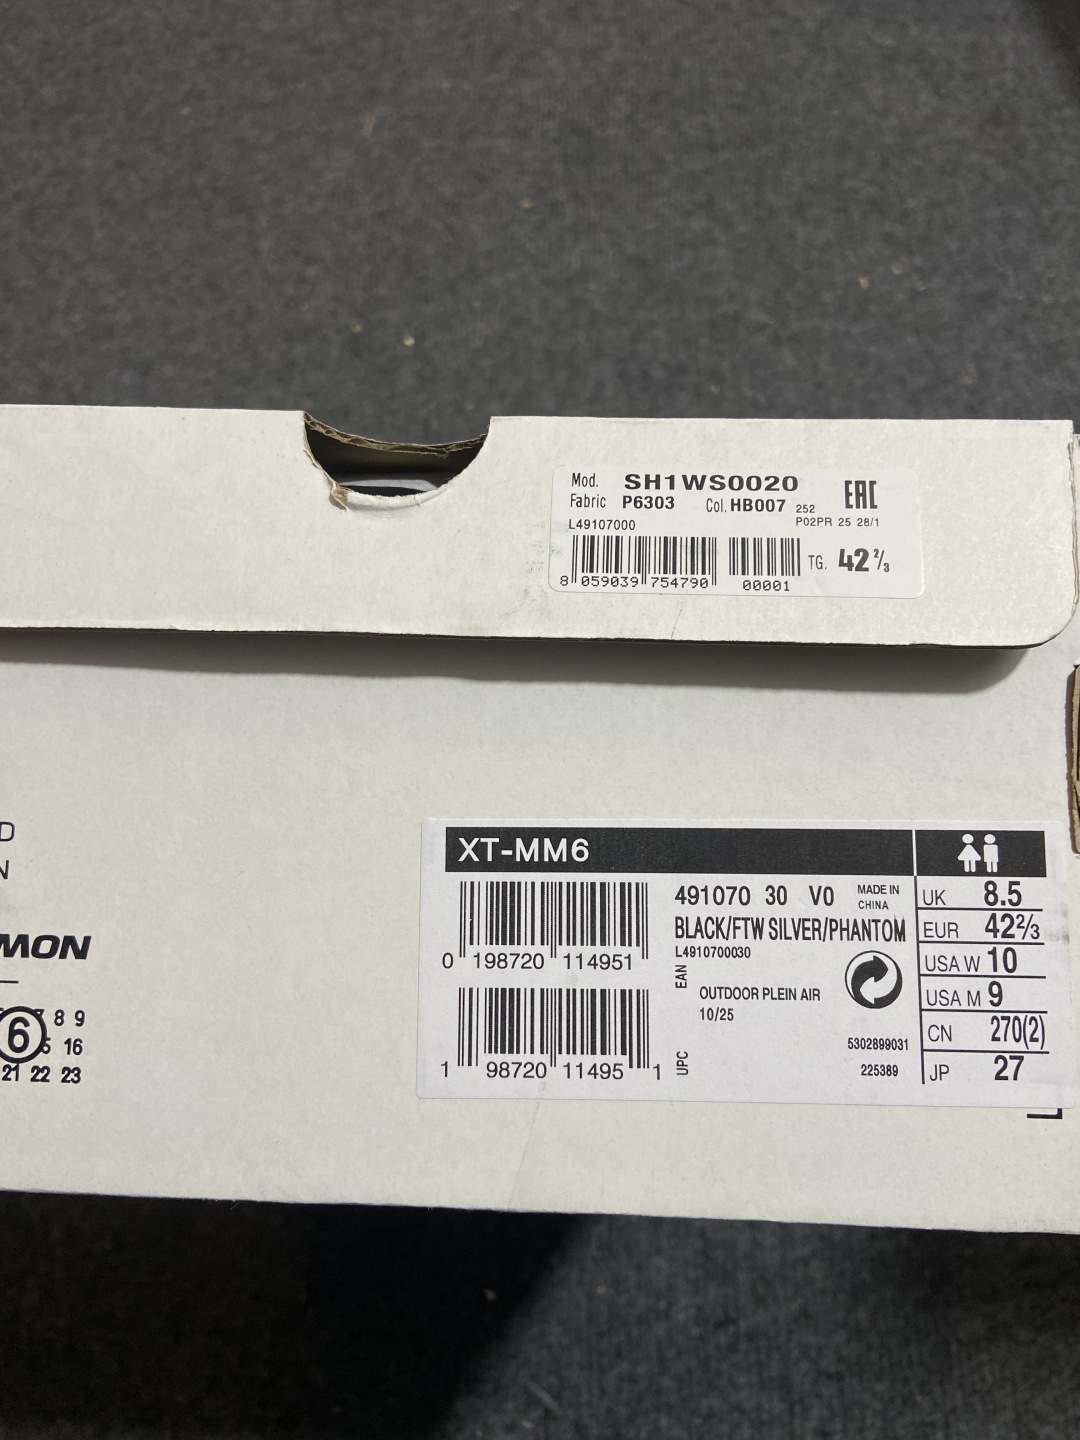 Mod. SH1WS0020
Fabric P6303 Col. HB007 252
EAC
L49107000
P02PR 25 28/1
8 059039 754790 00001
TG. 42 ⅔
XT-MM6
491070 30 V0
MADE IN
CHINA
BLACK/FTW SILVER/PHANTOM
L4910700030
0 198720 114951
EAN
OUTDOOR PLEIN AIR
10/25
5302899031
225389
1 98720 11495 1
UPC
UK 8.5
EUR 42⅔
USA W 10
USA M 9
CN 270(2)
JP 27
D
N
MON
6 8 9
16
21 22 23